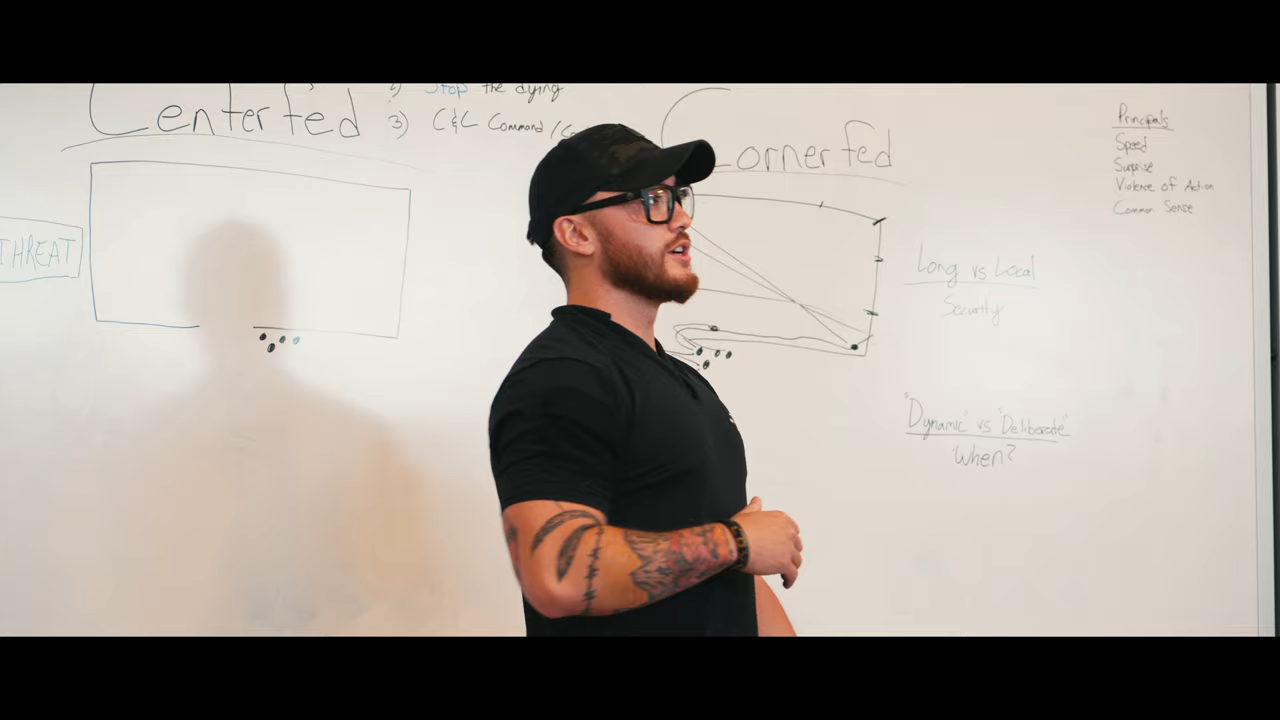 Centerfed
Stop the dying
3) C&C Command/Co
THREAT
Cornerfed
Principals
Speed
Surprise
Violence of Action
Common Sense
Long vs Local
Security
"Dynamic" vs "Deliberate"
When?